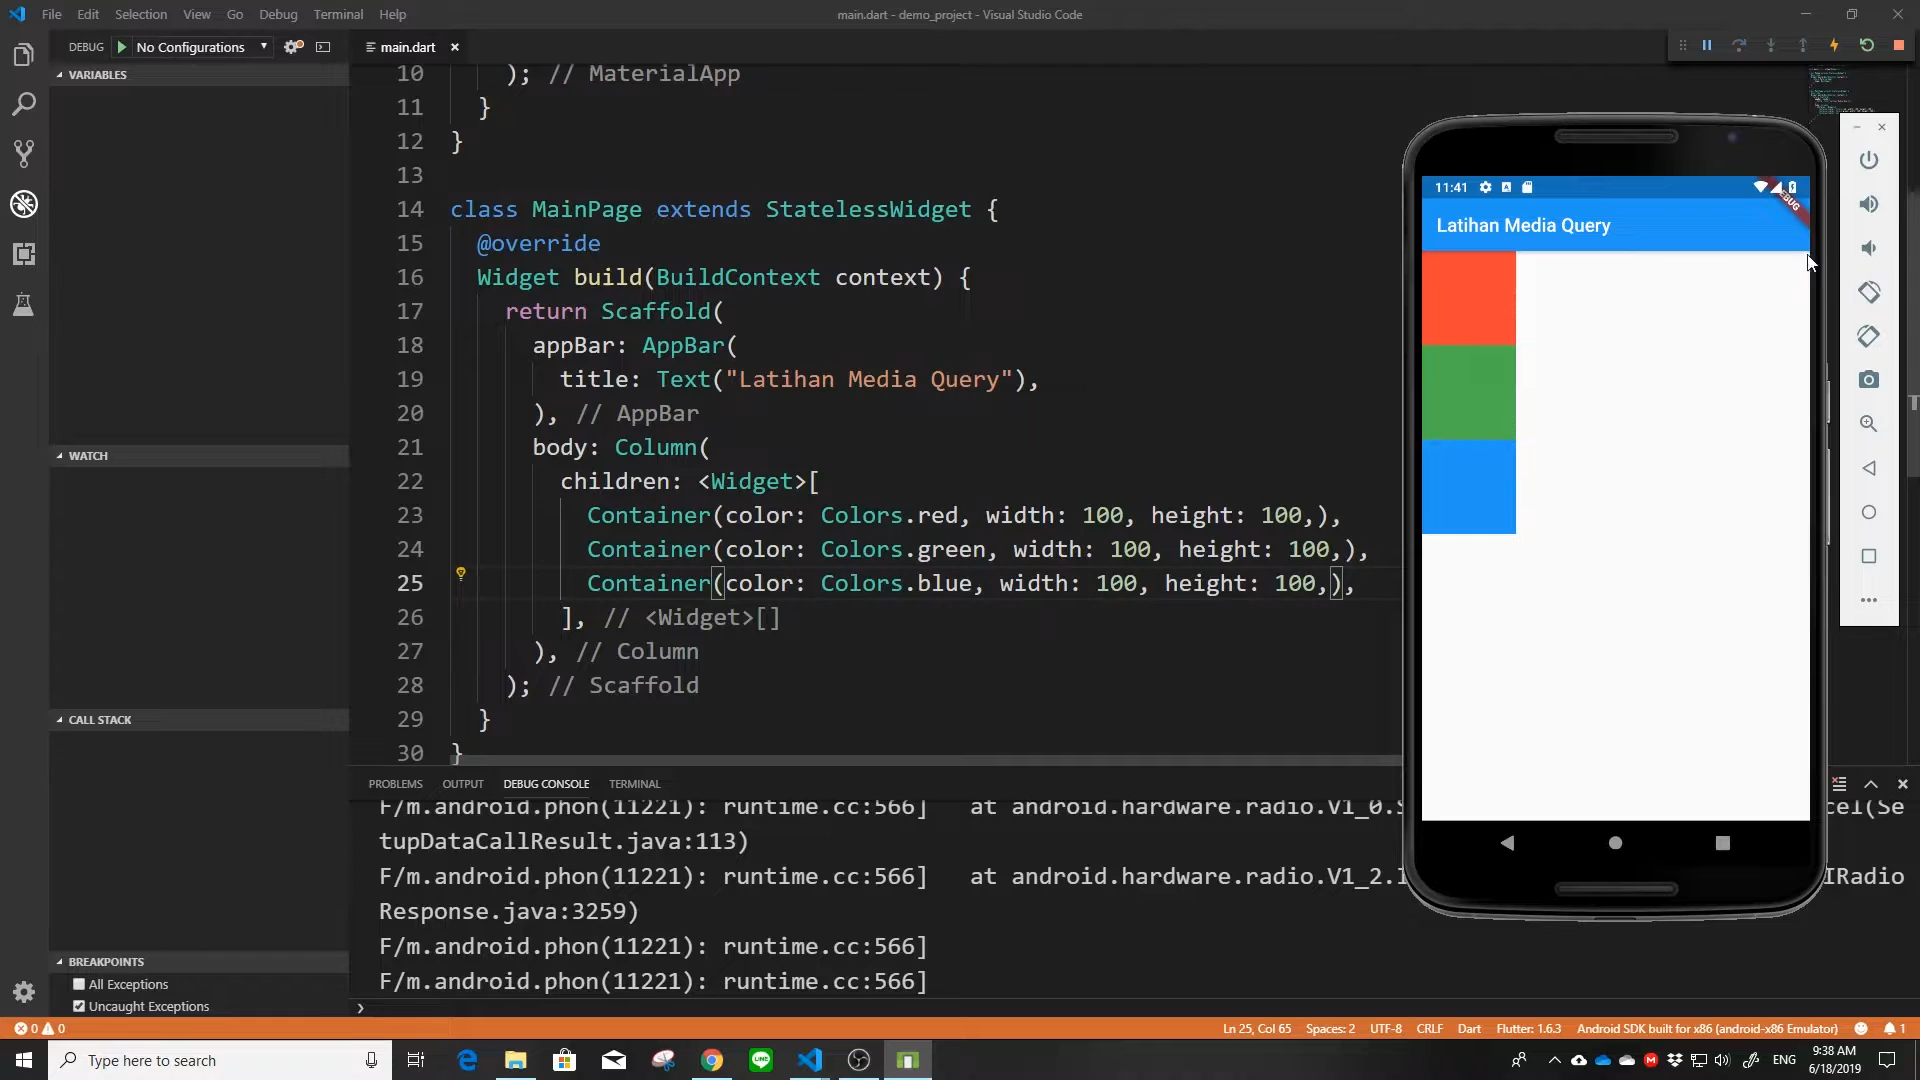 File Edit Selection View Go Debug Terminal Help
main.dart - demo_project - Visual Studio Code
DEBUG No Configurations
main.dart
VARIABLES
WATCH
CALL STACK
BREAKPOINTS
All Exceptions
Uncaught Exceptions
10 ); // MaterialApp
11 }
12 }
13
14 class MainPage extends StatelessWidget {
15 @override
16 Widget build(BuildContext context) {
17 return Scaffold(
18 appBar: AppBar(
19 title: Text("Latihan Media Query"),
20 ), // AppBar
21 body: Column(
22 children: <Widget>[
23 Container(color: Colors.red, width: 100, height: 100,),
24 Container(color: Colors.green, width: 100, height: 100,),
25 Container(color: Colors.blue, width: 100, height: 100,),
26 ], // <Widget>[]
27 ), // Column
28 ); // Scaffold
29 }
30 }
11:41
DEBUG
Latihan Media Query
PROBLEMS OUTPUT DEBUG CONSOLE TERMINAL
F/m.android.phon(11221): runtime.cc:566] at android.hardware.radio.V1_0.S cel(Se
tupDataCallResult.java:113)
F/m.android.phon(11221): runtime.cc:566] at android.hardware.radio.V1_2.I IRadio
Response.java:3259)
F/m.android.phon(11221): runtime.cc:566]
F/m.android.phon(11221): runtime.cc:566]
0 0
Ln 25, Col 65 Spaces: 2 UTF-8 CRLF Dart Flutter: 1.6.3 Android SDK built for x86 (android-x86 Emulator) 1
Type here to search
LINE
ENG
9:38 AM
6/18/2019